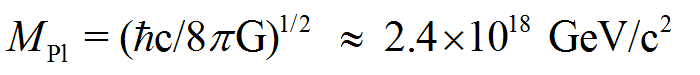 M_Pl = (ħc/8πG)^1/2 ≈ 2.4×10^18 GeV/c^2